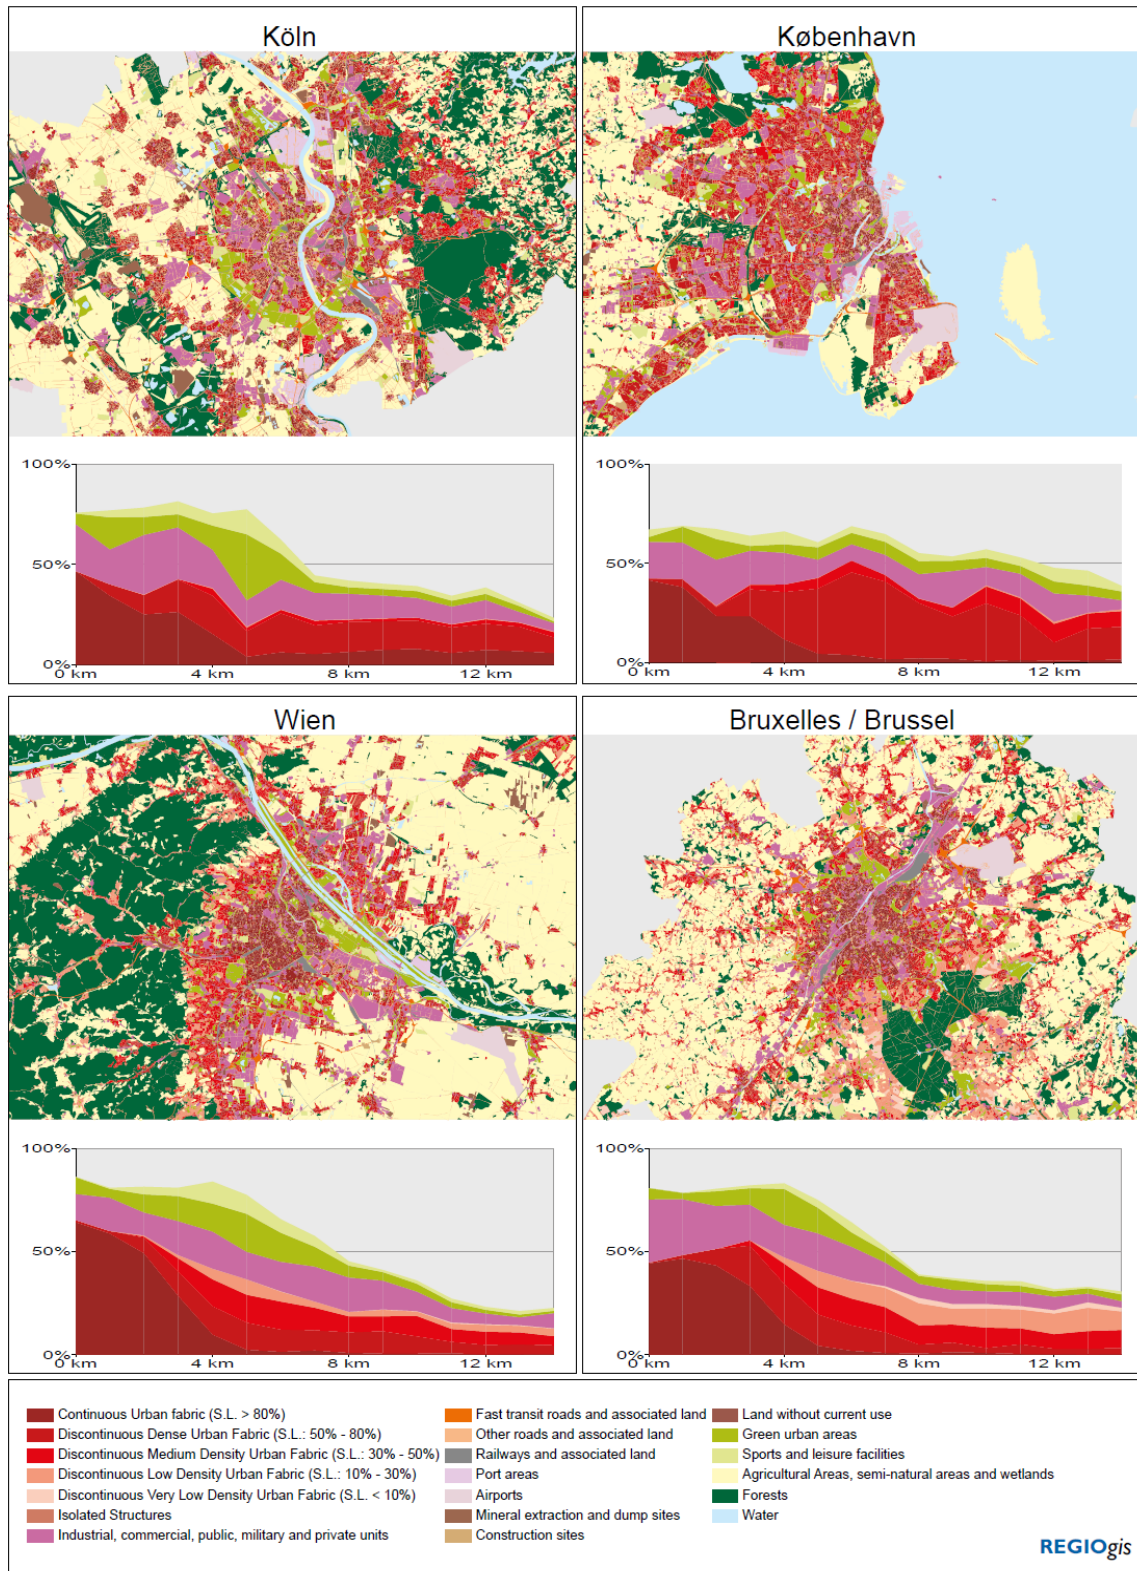 Köln
København
100%
50%
0%
0 km
4 km
8 km
12 km
100%
50%
0%
0 km
4 km
8 km
12 km
Wien
Bruxelles / Brussel
100%
50%
0%
0 km
4 km
8 km
12 km
100%
50%
0%
0 km
4 km
8 km
12 km
Continuous Urban fabric (S.L. > 80%)
Discontinuous Dense Urban Fabric (S.L.: 50% - 80%)
Discontinuous Medium Density Urban Fabric (S.L.: 30% - 50%)
Discontinuous Low Density Urban Fabric (S.L.: 10% - 30%)
Discontinuous Very Low Density Urban Fabric (S.L. < 10%)
Isolated Structures
Industrial, commercial, public, military and private units
Fast transit roads and associated land
Other roads and associated land
Railways and associated land
Port areas
Airports
Mineral extraction and dump sites
Construction sites
Land without current use
Green urban areas
Sports and leisure facilities
Agricultural Areas, semi-natural areas and wetlands
Forests
Water
REGIOgis